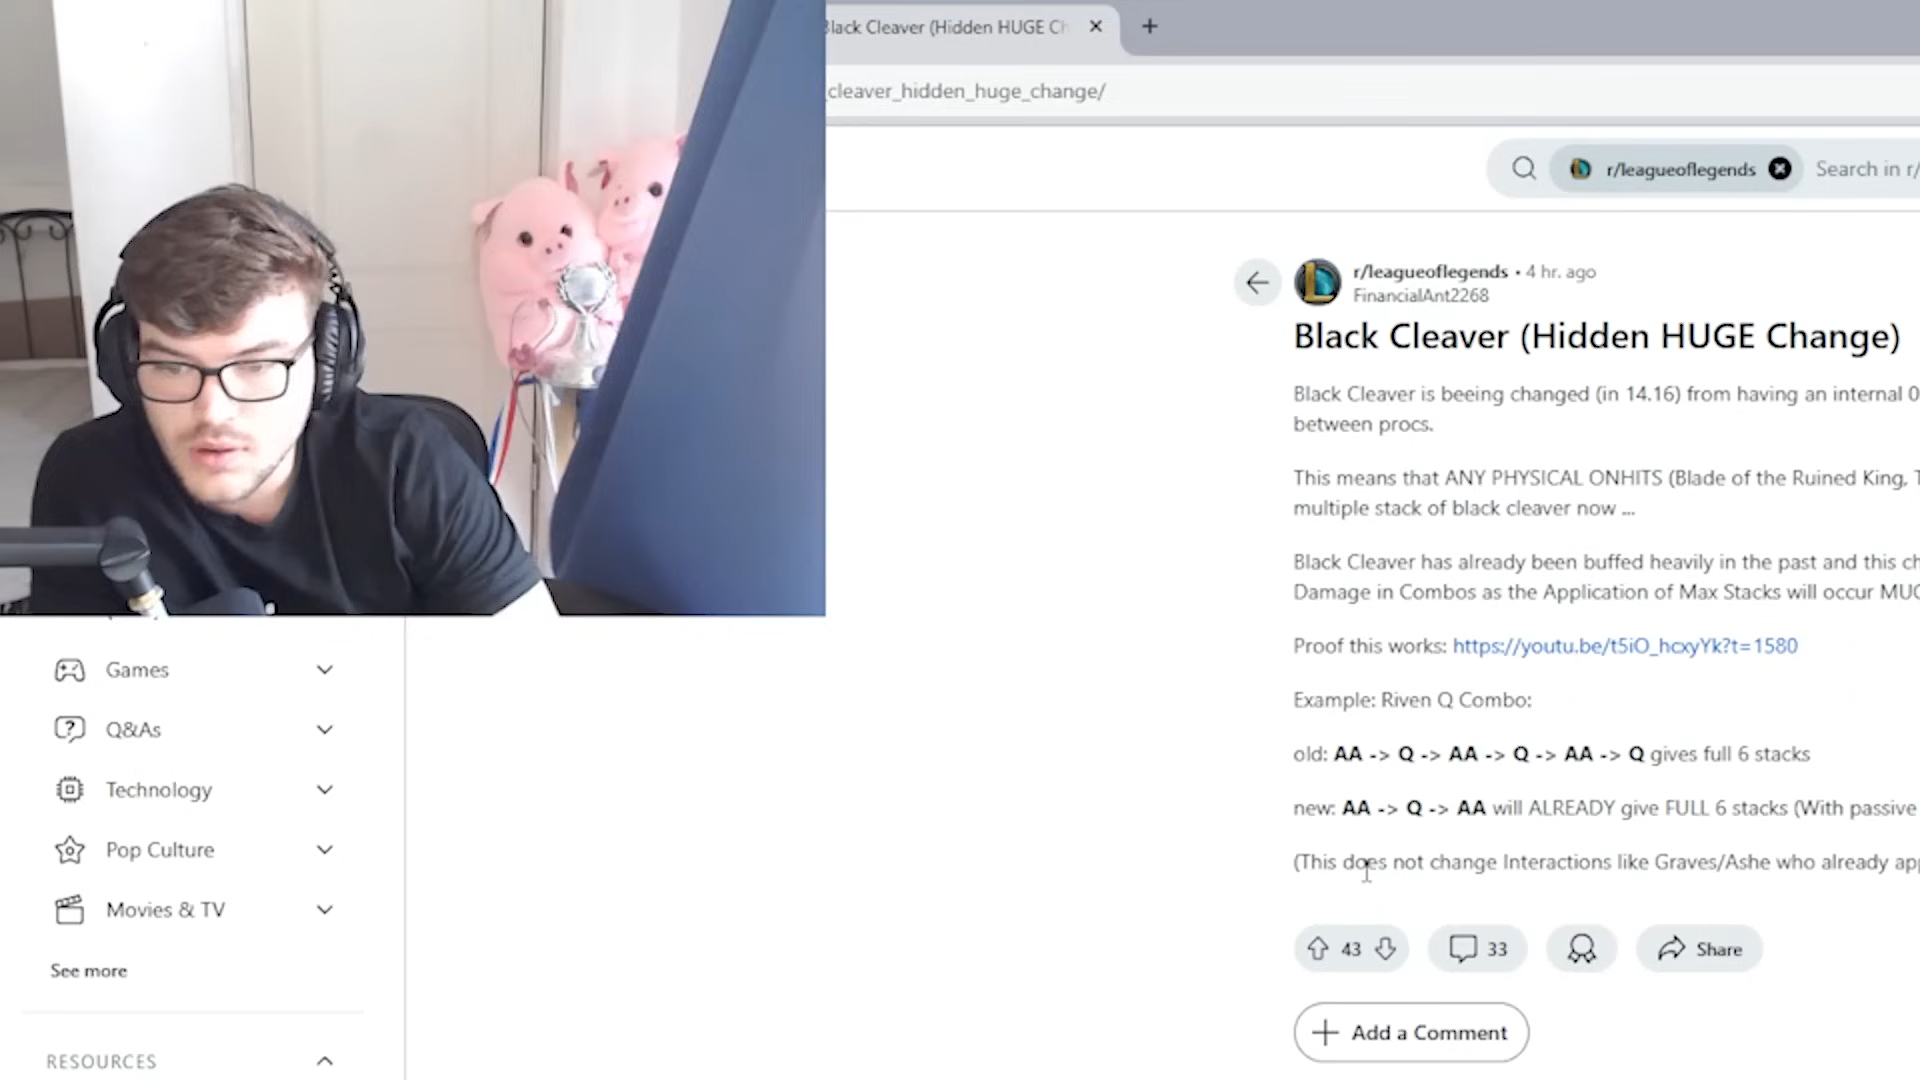 Black Cleaver (Hidden HUGE Ch
cleaver_hidden_huge_change/
r/leagueoflegends
Search in r/
r/leagueoflegends • 4 hr. ago
FinancialAnt2268
Black Cleaver (Hidden HUGE Change)
Black Cleaver is beeing changed (in 14.16) from having an internal 0
between procs.
This means that ANY PHYSICAL ONHITS (Blade of the Ruined King, T
multiple stack of black cleaver now ...
Black Cleaver has already been buffed heavily in the past and this ch
Damage in Combos as the Application of Max Stacks will occur MUC
Proof this works: https://youtu.be/t5iO_hcxyYk?t=1580
Example: Riven Q Combo:
old: AA -> Q -> AA -> Q -> AA -> Q gives full 6 stacks
new: AA -> Q -> AA will ALREADY give FULL 6 stacks (With passive
(This does not change Interactions like Graves/Ashe who already app
43
33
Share
Add a Comment
Games
Q&As
Technology
Pop Culture
Movies & TV
See more
RESOURCES